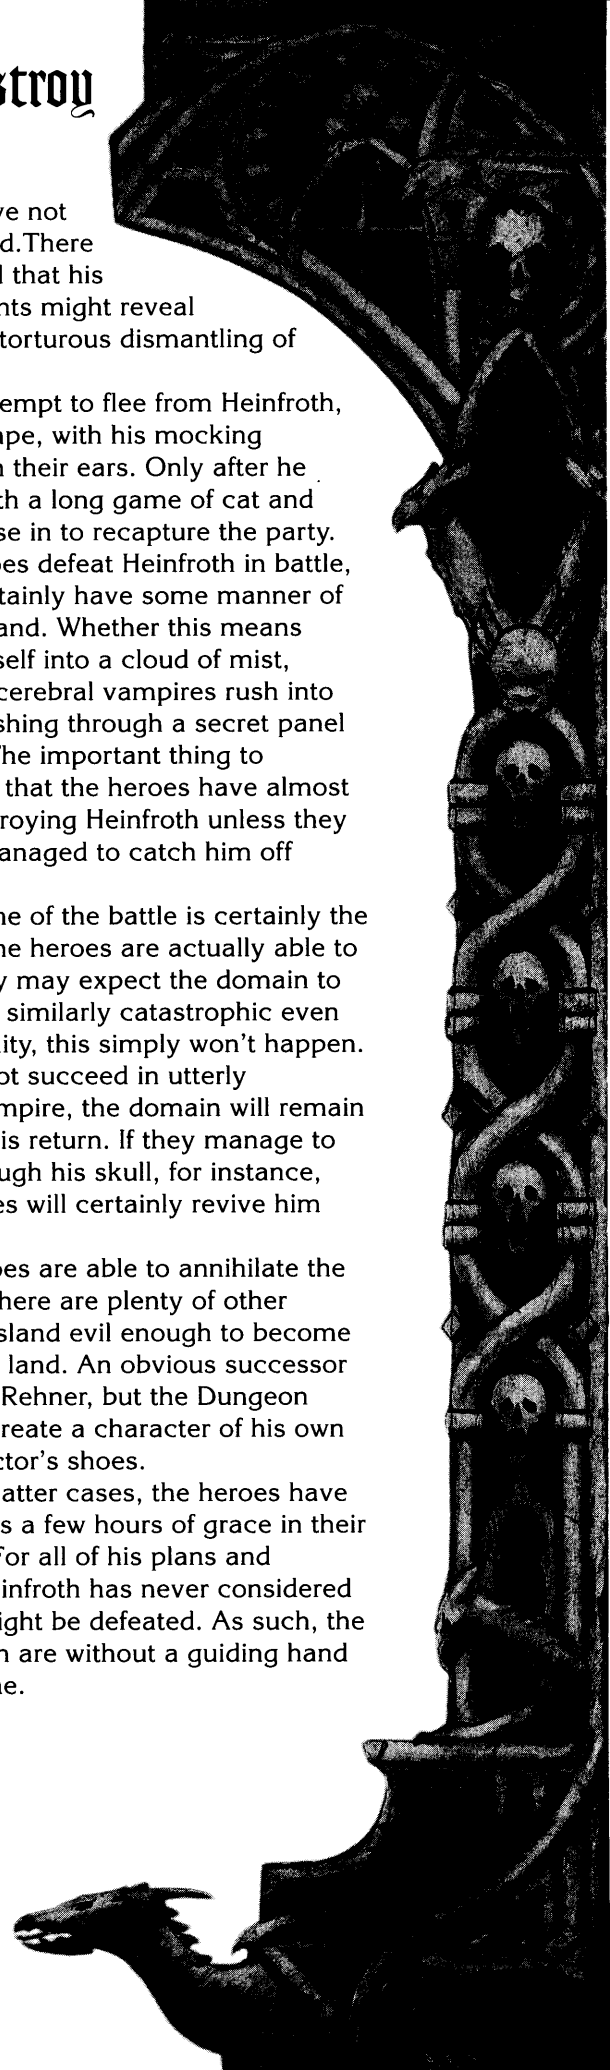 stroy
ve not
d.There
l that his
nts might reveal
torturous dismantling of
empt to flee from Heinfroth,
ape, with his mocking
n their ears. Only after he
th a long game of cat and
se in to recapture the party.
oes defeat Heinfroth in battle,
tainly have some manner of
and. Whether this means
self into a cloud of mist,
cerebral vampires rush into
shing through a secret panel
The important thing to
that the heroes have almost
roying Heinfroth unless they
anaged to catch him off
ne of the battle is certainly the
he heroes are actually able to
y may expect the domain to
similarly catastrophic even
lity, this simply won't happen.
ot succeed in utterly
mpire, the domain will remain
is return. If they manage to
ugh his skull, for instance,
es will certainly revive him
oes are able to annihilate the
here are plenty of other
sland evil enough to become
land. An obvious successor
Rehner, but the Dungeon
reate a character of his own
ctor's shoes.
atter cases, the heroes have
s a few hours of grace in their
For all of his plans and
einfroth has never considered
ight be defeated. As such, the
n are without a guiding hand
ne.